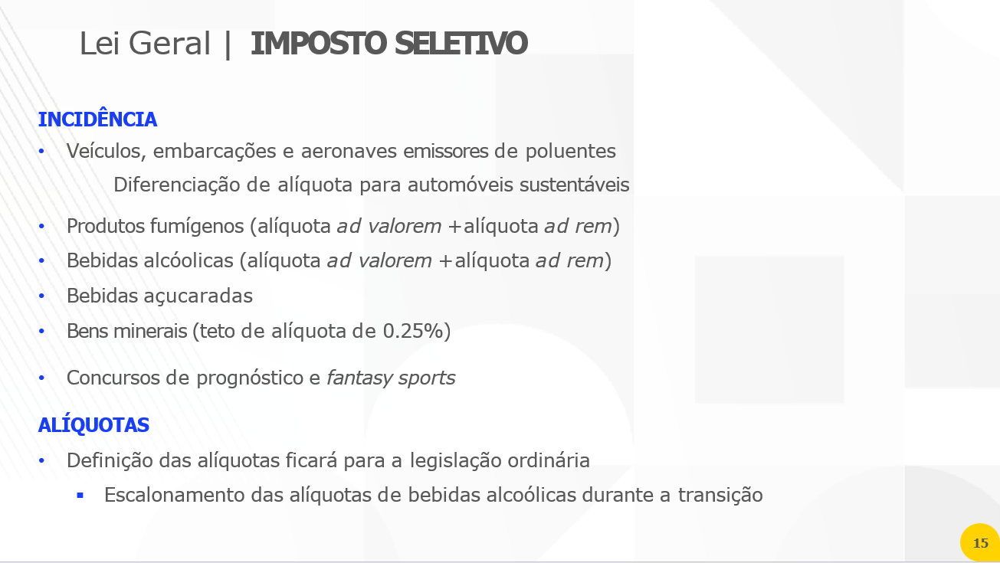 Lei Geral | IMPOSTO SELETIVO
INCIDÊNCIA
• Veículos, embarcações e aeronaves emissores de poluentes
Diferenciação de alíquota para automóveis sustentáveis
• Produtos fumígenos (alíquota ad valorem +alíquota ad rem)
• Bebidas alcóolicas (alíquota ad valorem +alíquota ad rem)
• Bebidas açucaradas
• Bens minerais (teto de alíquota de 0.25%)
• Concursos de prognóstico e fantasy sports
ALÍQUOTAS
• Definição das alíquotas ficará para a legislação ordinária
▪ Escalonamento das alíquotas de bebidas alcoólicas durante a transição
15